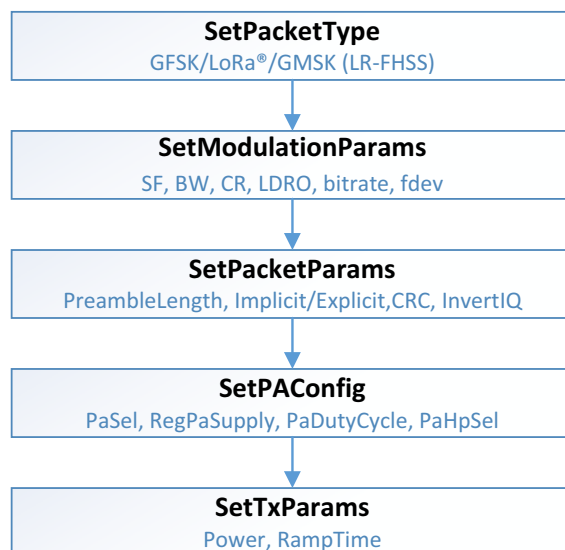 SetPacketType
GFSK/LoRa®/GMSK (LR-FHSS)
SetModulationParams
SF, BW, CR, LDRO, bitrate, fdev
SetPacketParams
PreambleLength, Implicit/Explicit,CRC, InvertIQ
SetPAConfig
PaSel, RegPaSupply, PaDutyCycle, PaHpSel
SetTxParams
Power, RampTime